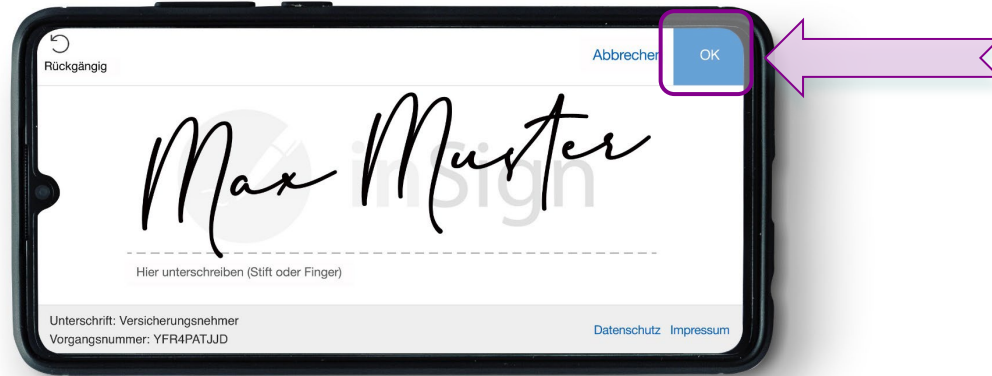 Rückgängig
Abbrechen
OK
Max Muster
inSign
Hier unterschreiben (Stift oder Finger)
Unterschrift: Versicherungsnehmer
Datenschutz Impressum
Vorgangsnummer: YFR4PATJJD